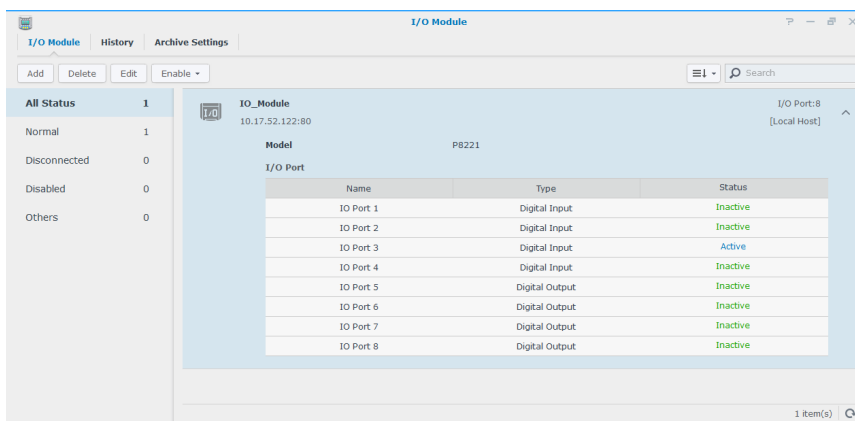 I/O Module
I/O Module History Archive Settings
Add Delete Edit Enable
Search
All Status 1
Normal 1
Disconnected 0
Disabled 0
Others 0
I/O
IO_Module
I/O Port:8
10.17.52.122:80
[Local Host]
Model P8221
I/O Port
Name Type Status
IO Port 1 Digital Input Inactive
IO Port 2 Digital Input Inactive
IO Port 3 Digital Input Active
IO Port 4 Digital Input Inactive
IO Port 5 Digital Output Inactive
IO Port 6 Digital Output Inactive
IO Port 7 Digital Output Inactive
IO Port 8 Digital Output Inactive
1 item(s)